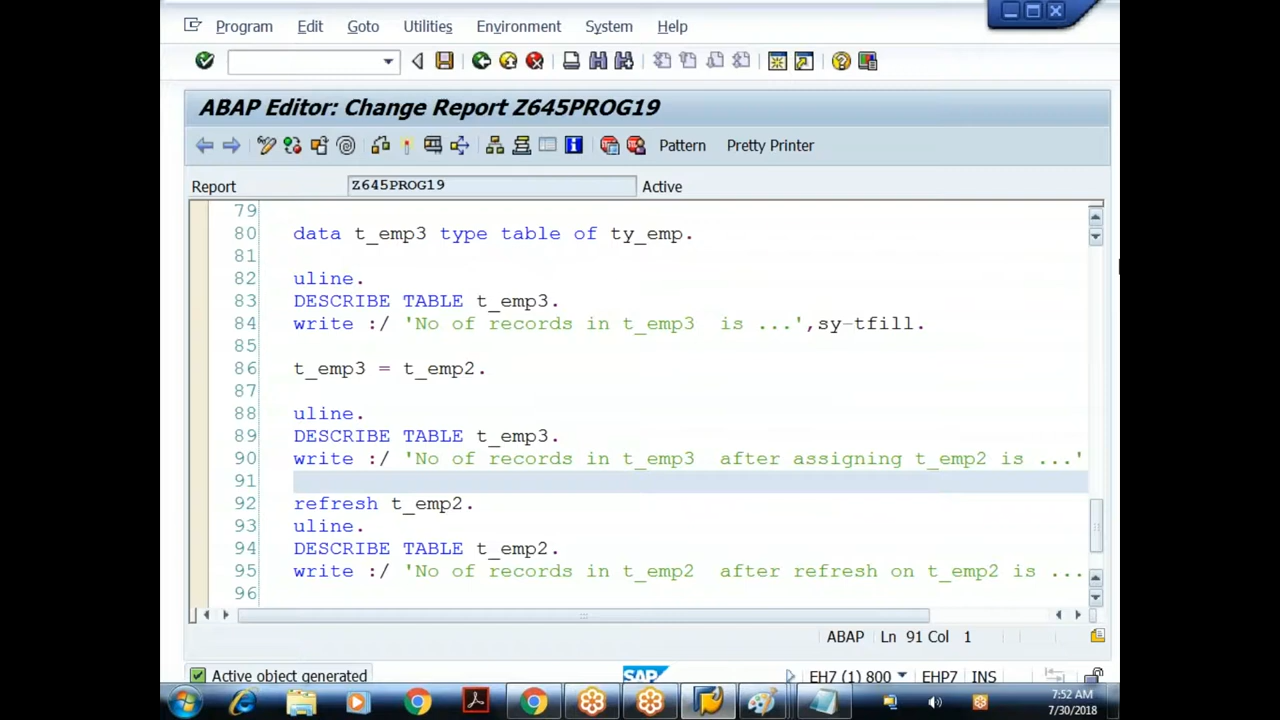 Program Edit Goto Utilities Environment System Help
ABAP Editor: Change Report Z645PROG19
Pattern Pretty Printer
Report Z645PROG19 Active
79
80 data t_emp3 type table of ty_emp.
81
82 uline.
83 DESCRIBE TABLE t_emp3.
84 write :/ 'No of records in t_emp3  is ...',sy-tfill.
85
86 t_emp3 = t_emp2.
87
88 uline.
89 DESCRIBE TABLE t_emp3.
90 write :/ 'No of records in t_emp3  after assigning t_emp2 is ...'
91
92 refresh t_emp2.
93 uline.
94 DESCRIBE TABLE t_emp2.
95 write :/ 'No of records in t_emp2  after refresh on t_emp2 is ...
96
ABAP Ln 91 Col 1
Active object generated SAP EH7 (1) 800 EHP7 INS
7:52 AM
7/30/2018